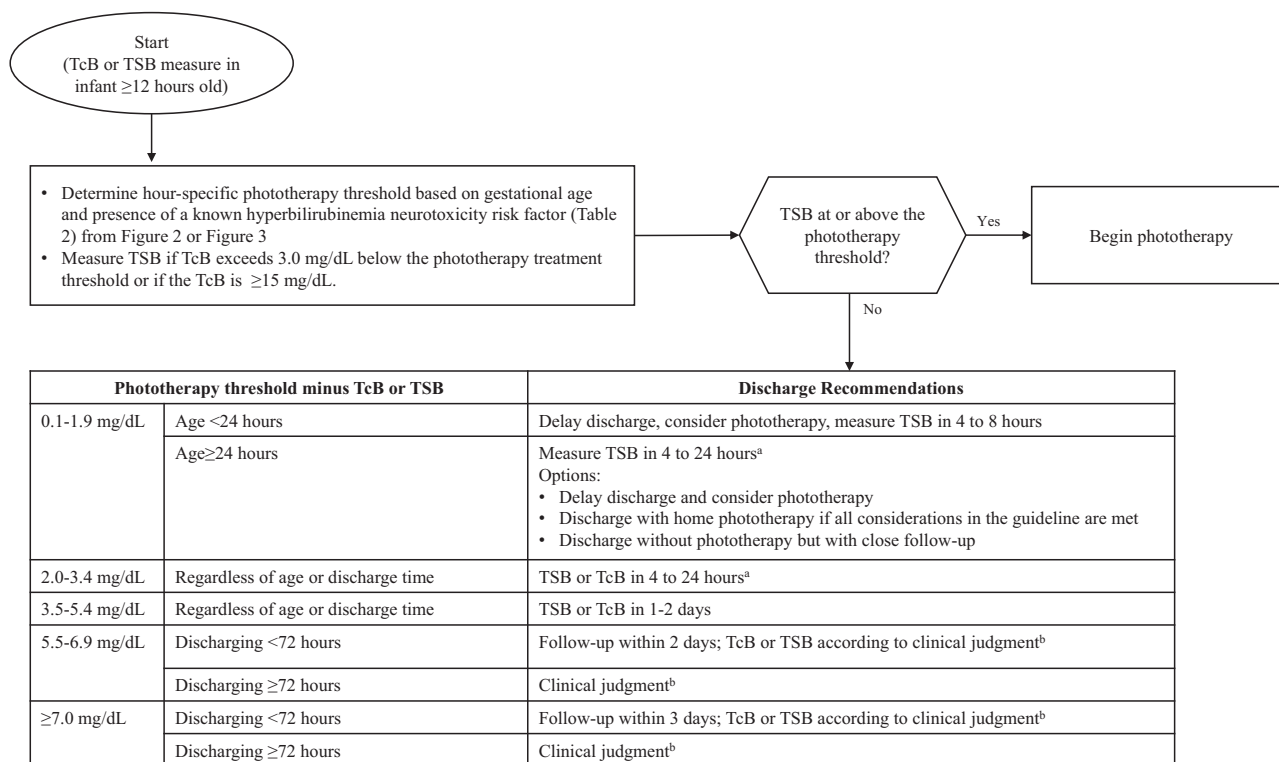 Start
(TcB or TSB measure in
infant ≥12 hours old)
• Determine hour-specific phototherapy threshold based on gestational age
and presence of a known hyperbilirubinemia neurotoxicity risk factor (Table
2) from Figure 2 or Figure 3
• Measure TSB if TcB exceeds 3.0 mg/dL below the phototherapy treatment
threshold or if the TcB is ≥15 mg/dL.
TSB at or above the
phototherapy
threshold?
Yes
Begin phototherapy
No
Phototherapy threshold minus TcB or TSB
Discharge Recommendations
0.1-1.9 mg/dL
Age <24 hours
Delay discharge, consider phototherapy, measure TSB in 4 to 8 hours
Age≥24 hours
Measure TSB in 4 to 24 hoursᵃ
Options:
• Delay discharge and consider phototherapy
• Discharge with home phototherapy if all considerations in the guideline are met
• Discharge without phototherapy but with close follow-up
2.0-3.4 mg/dL
Regardless of age or discharge time
TSB or TcB in 4 to 24 hoursᵃ
3.5-5.4 mg/dL
Regardless of age or discharge time
TSB or TcB in 1-2 days
5.5-6.9 mg/dL
Discharging <72 hours
Follow-up within 2 days; TcB or TSB according to clinical judgmentᵇ
Discharging ≥72 hours
Clinical judgmentᵇ
≥7.0 mg/dL
Discharging <72 hours
Follow-up within 3 days; TcB or TSB according to clinical judgmentᵇ
Discharging ≥72 hours
Clinical judgmentᵇ